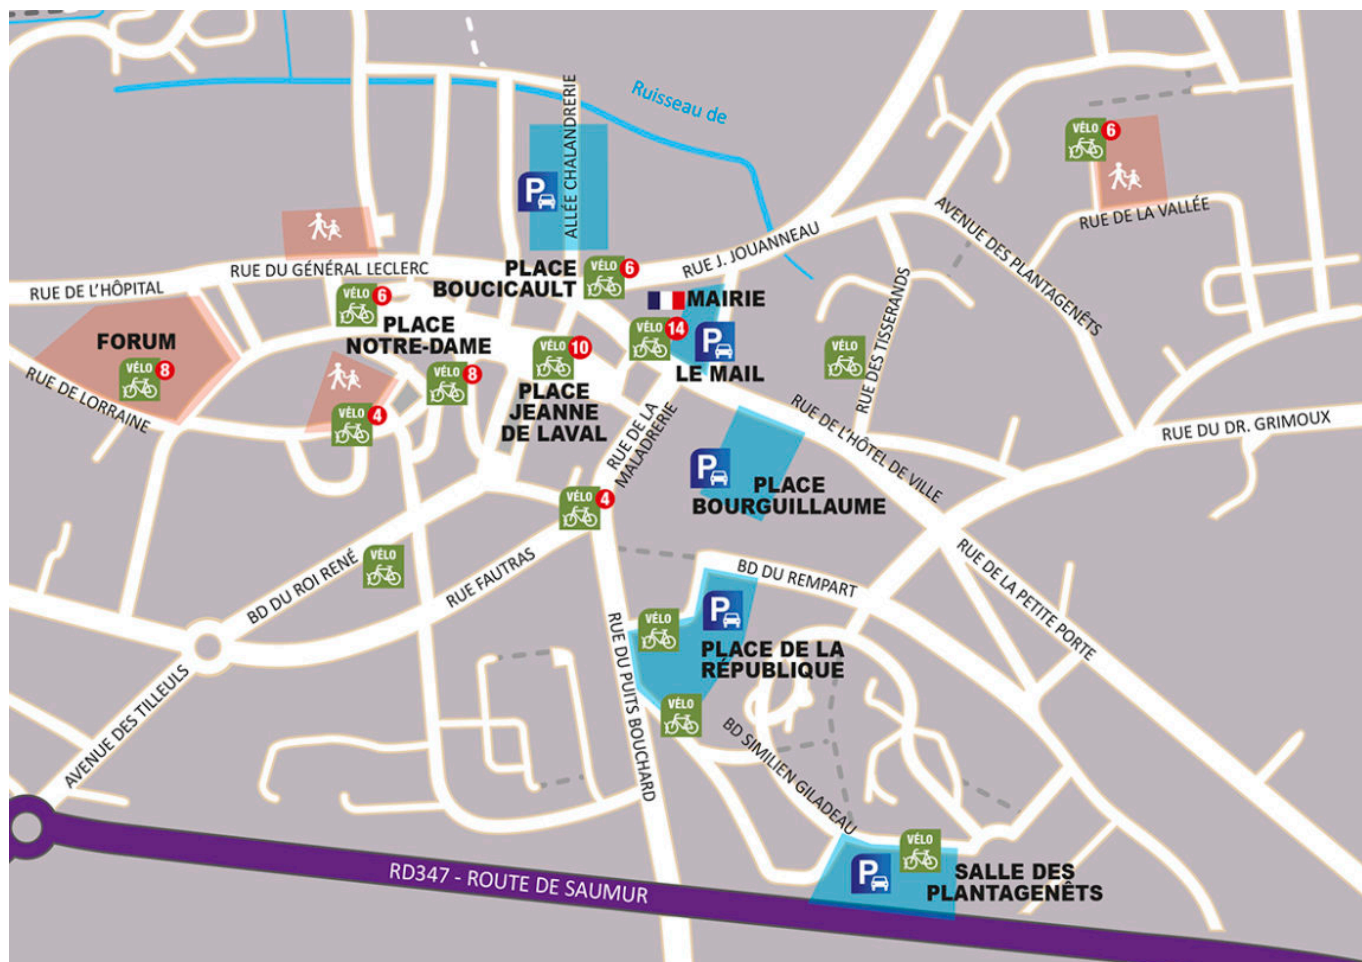 Ruisseau de
ALLÉE CHALANDRERIE
VÉLO 6
RUE DE LA VALLÉE
AVENUE DES PLANTAGENÊTS
RUE J. JOUANNEAU
P
RUE DU GÉNÉRAL LECLERC
RUE DE L'HÔPITAL
PLACE
BOUCICAULT
VÉLO 6
MAIRIE
VÉLO 6
PLACE
NOTRE-DAME
VÉLO 14
P
LE MAIL
FORUM
VÉLO 8
VÉLO 10
VÉLO
RUE DES TISSERANDS
VÉLO 8
PLACE
JEANNE
DE LAVAL
RUE DE LORRAINE
VÉLO 4
RUE DE LA
MALADRERIE
RUE DE L'HÔTEL DE VILLE
RUE DU DR. GRIMOUX
P
PLACE
BOURGUILLAUME
VÉLO 4
VÉLO
BD DU ROI RENÉ
RUE FAUTRAS
BD DU REMPART
RUE DE LA PETITE PORTE
P
VÉLO
PLACE DE LA
RÉPUBLIQUE
RUE DU PUITS BOUCHARD
AVENUE DES TILLEULS
VÉLO
BD SIMILIEN GILADEAU
VÉLO
P
SALLE DES
PLANTAGENÊTS
RD347 - ROUTE DE SAUMUR